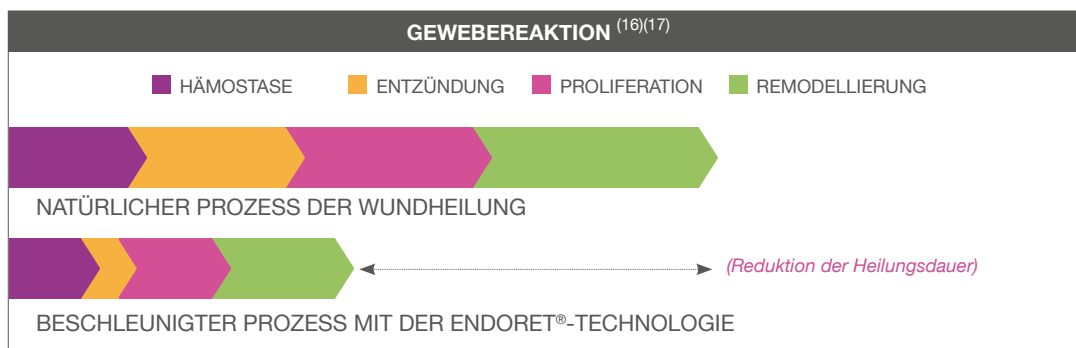 GEWEBEREAKTION (16)(17)
HÄMOSTASE ENTZÜNDUNG PROLIFERATION REMODELLIERUNG
NATÜRLICHER PROZESS DER WUNDHEILUNG
(Reduktion der Heilungsdauer)
BESCHLEUNIGTER PROZESS MIT DER ENDORET®-TECHNOLOGIE